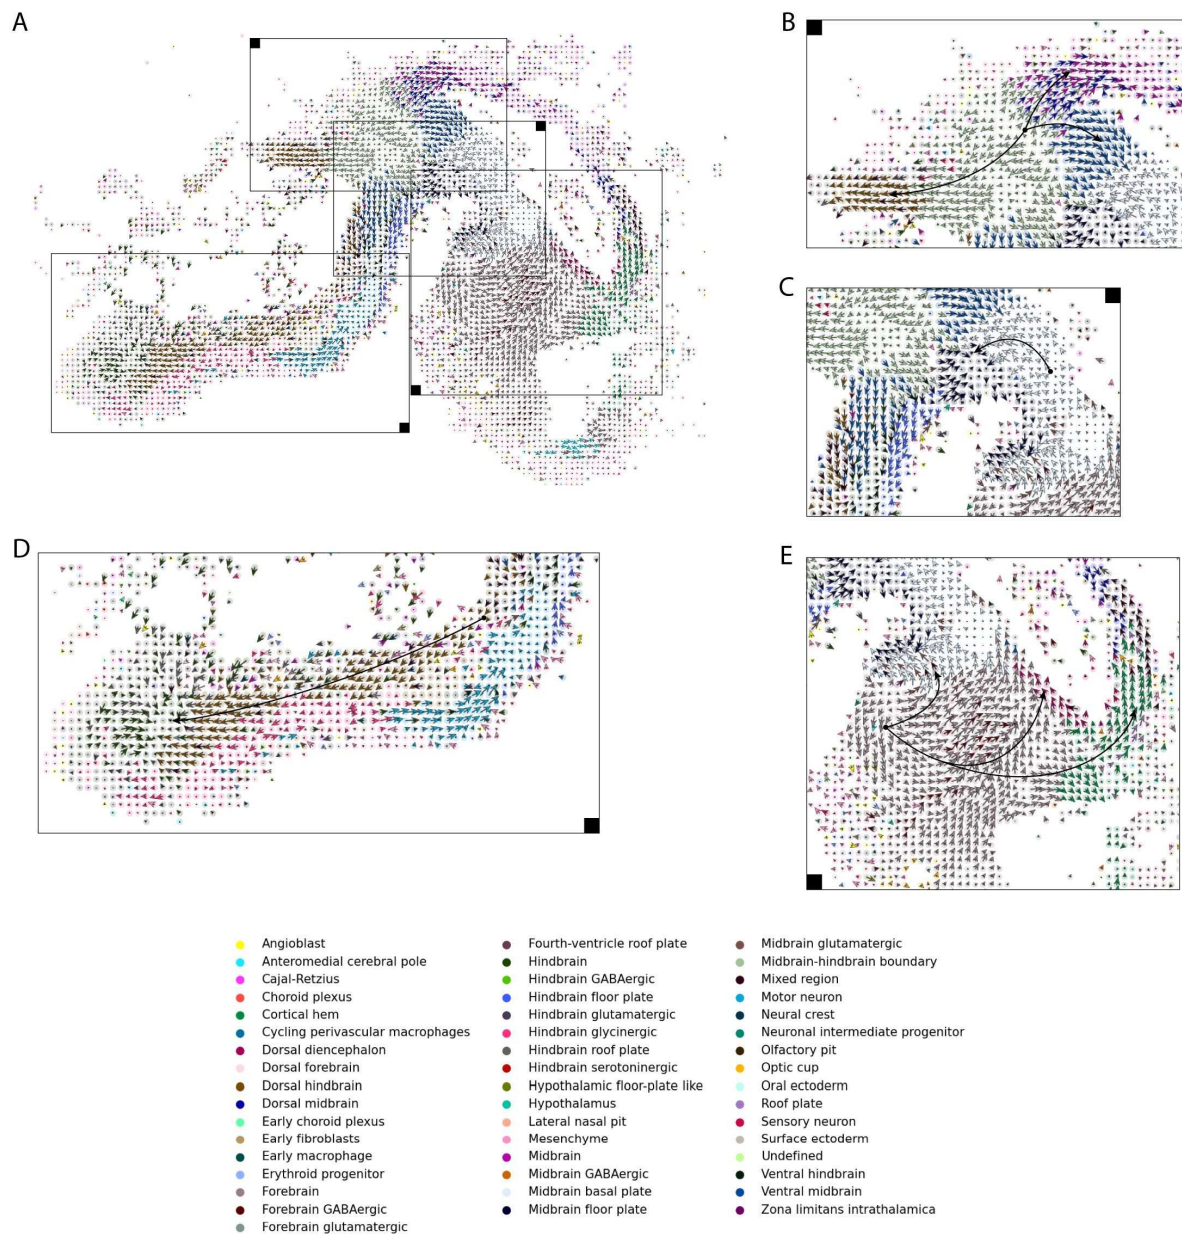 A
B
C
D
E
Angioblast
Anteromedial cerebral pole
Cajal-Retzius
Choroid plexus
Cortical hem
Cycling perivascular macrophages
Dorsal diencephalon
Dorsal forebrain
Dorsal hindbrain
Dorsal midbrain
Early choroid plexus
Early fibroblasts
Early macrophage
Erythroid progenitor
Forebrain
Forebrain GABAergic
Forebrain glutamatergic
Fourth-ventricle roof plate
Hindbrain
Hindbrain GABAergic
Hindbrain floor plate
Hindbrain glutamatergic
Hindbrain glycinergic
Hindbrain roof plate
Hindbrain serotoninergic
Hypothalamic floor-plate like
Hypothalamus
Lateral nasal pit
Mesenchyme
Midbrain
Midbrain GABAergic
Midbrain basal plate
Midbrain floor plate
Midbrain glutamatergic
Midbrain-hindbrain boundary
Mixed region
Motor neuron
Neural crest
Neuronal intermediate progenitor
Olfactory pit
Optic cup
Oral ectoderm
Roof plate
Sensory neuron
Surface ectoderm
Undefined
Ventral hindbrain
Ventral midbrain
Zona limitans intrathalamica